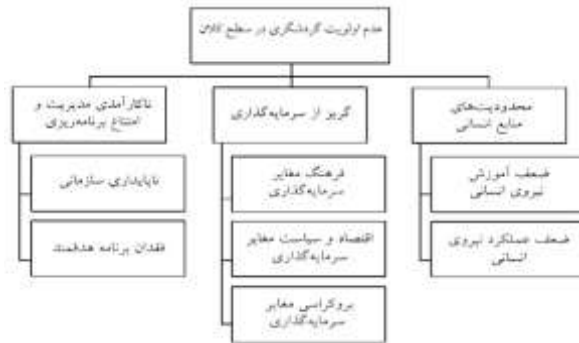 عدم اولویت گردشگری در سطح کلان
محدودیت‌های
منابع انسانی
ضعف آموزش
نیروی انسانی
ضعف عملکرد نیروی
انسانی
گریز از سرمایه‌گذاری
فرهنگ مغایر
سرمایه‌گذاری
اقتصاد و سیاست مغایر
سرمایه‌گذاری
بروکراسی مغایر
سرمایه‌گذاری
ناکارآمدی مدیریت و
امتناع برنامه‌ریزی
ناپایداری سازمانی
فقدان برنامه هدفمند